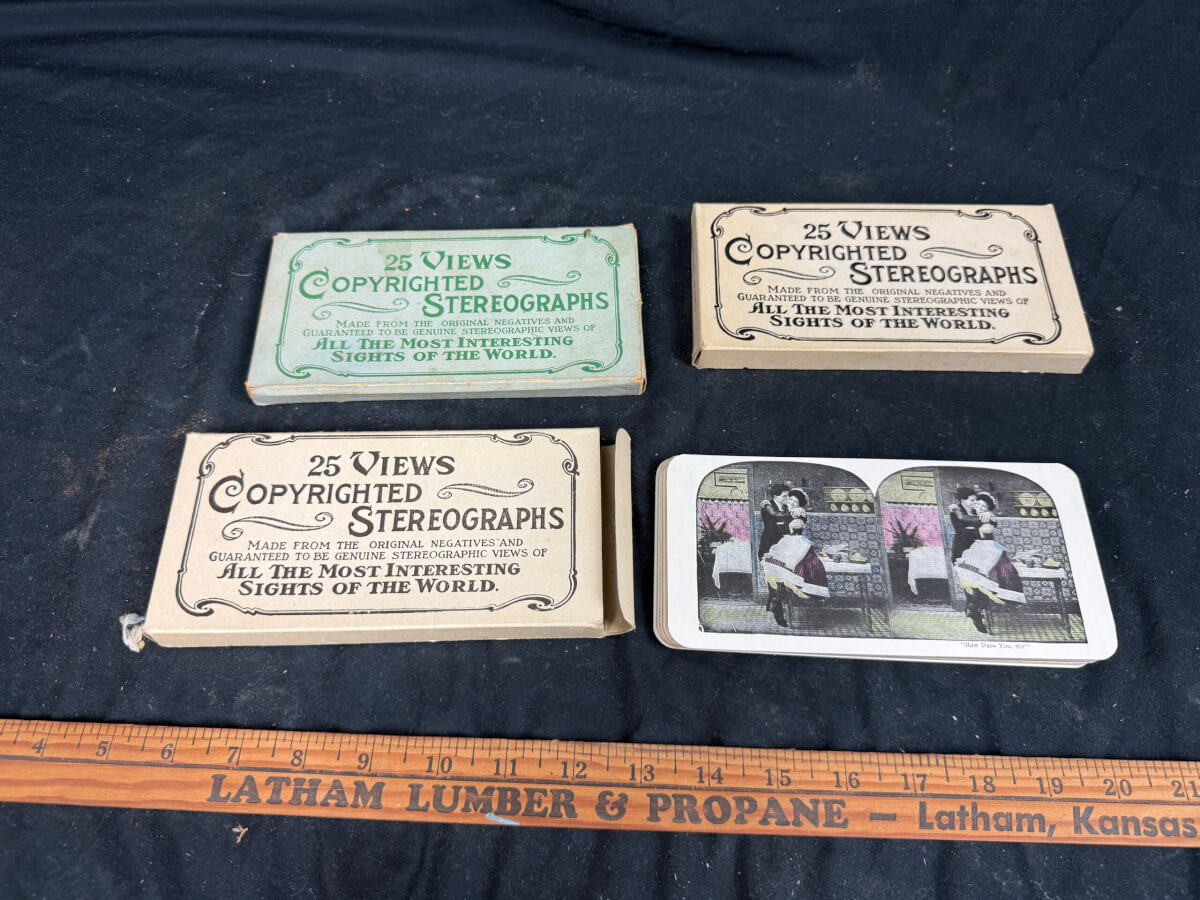 25 Views
Copyrighted
Stereographs
Made from the original negatives and
guaranteed to be genuine stereographic views of
All The Most Interesting
Sights of the World.
25 Views
Copyrighted
Stereographs
Made from the original negatives and
guaranteed to be genuine stereographic views of
All The Most Interesting
Sights of the World.
25 Views
Copyrighted
Stereographs
Made from the original negatives and
guaranteed to be genuine stereographic views of
All The Most Interesting
Sights of the World.
"How Dare You, Sir!"
4 5 6 7 8 9 10 11 12 13 14 15 16 17 18 19 20 21
LATHAM LUMBER & PROPANE — Latham, Kansas